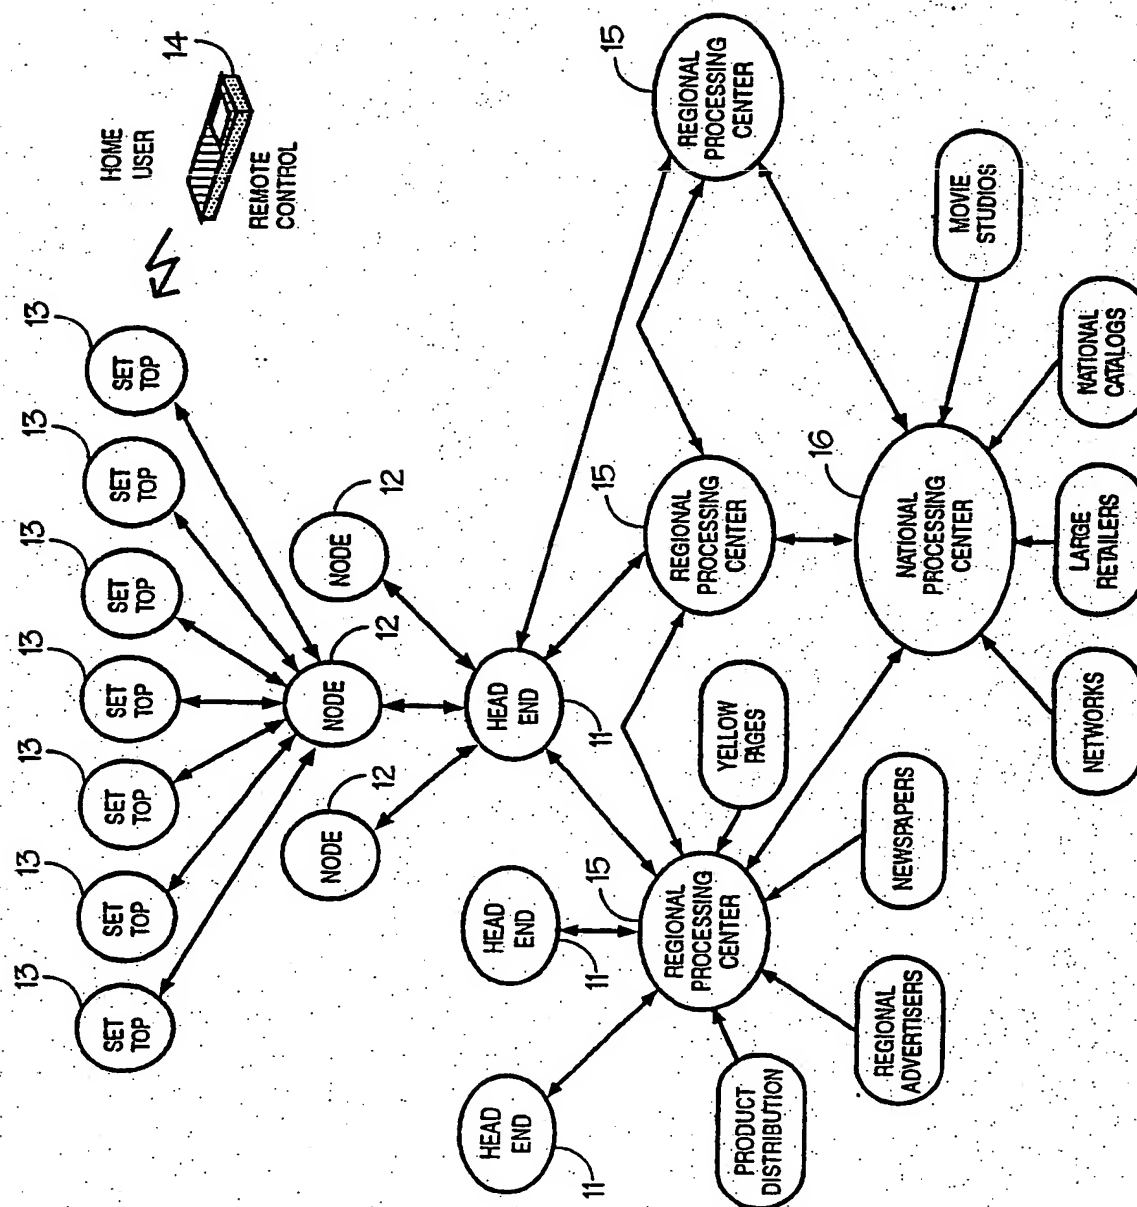 HOME
USER
14
REMOTE
CONTROL
13
SET
TOP
13
SET
TOP
13
SET
TOP
13
SET
TOP
13
SET
TOP
13
SET
TOP
13
SET
TOP
NODE
12
NODE
12
NODE
12
HEAD
END
11
HEAD
END
11
HEAD
END
11
REGIONAL
PROCESSING
CENTER
15
REGIONAL
PROCESSING
CENTER
15
REGIONAL
PROCESSING
CENTER
15
YELLOW
PAGES
NEWSPAPERS
REGIONAL
ADVERTISERS
PRODUCT
DISTRIBUTION
NATIONAL
PROCESSING
CENTER
16
MOVIE
STUDIOS
NATIONAL
CATALOGS
LARGE
RETAILERS
NETWORKS